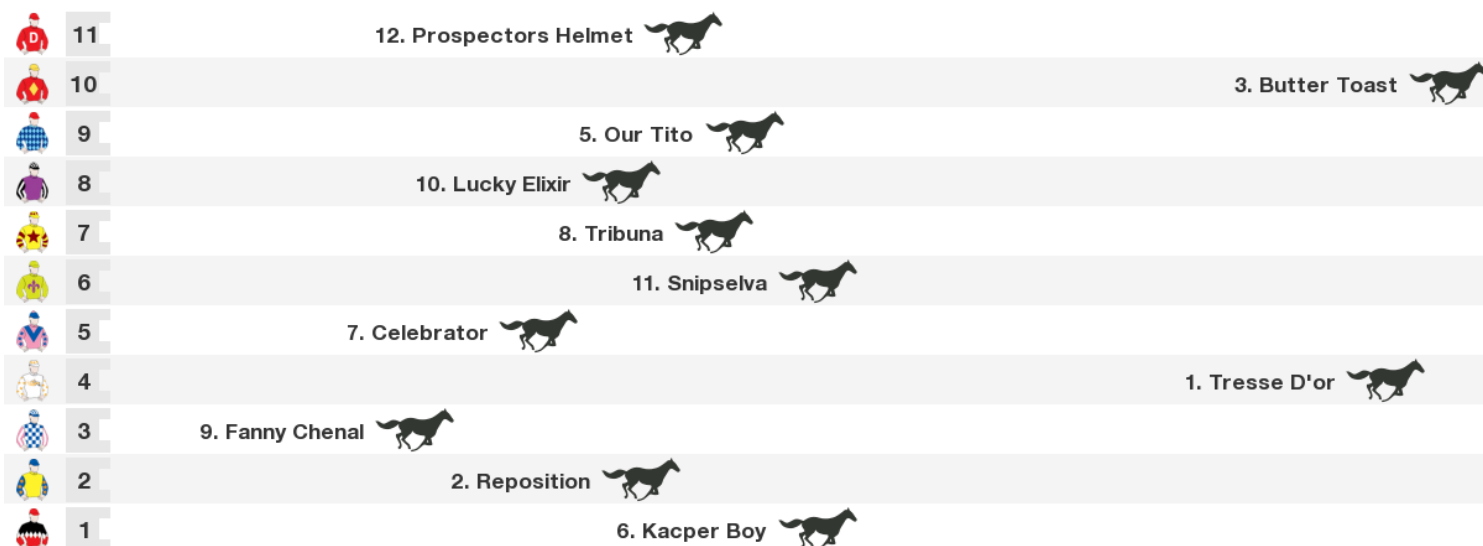 D
11 12. Prospectors Helmet
10 3. Butter Toast
9 5. Our Tito
8 10. Lucky Elixir
7 8. Tribuna
6 11. Snipselva
5 7. Celebrator
4 1. Tresse D'or
3 9. Fanny Chenal
2 2. Reposition
1 6. Kacper Boy